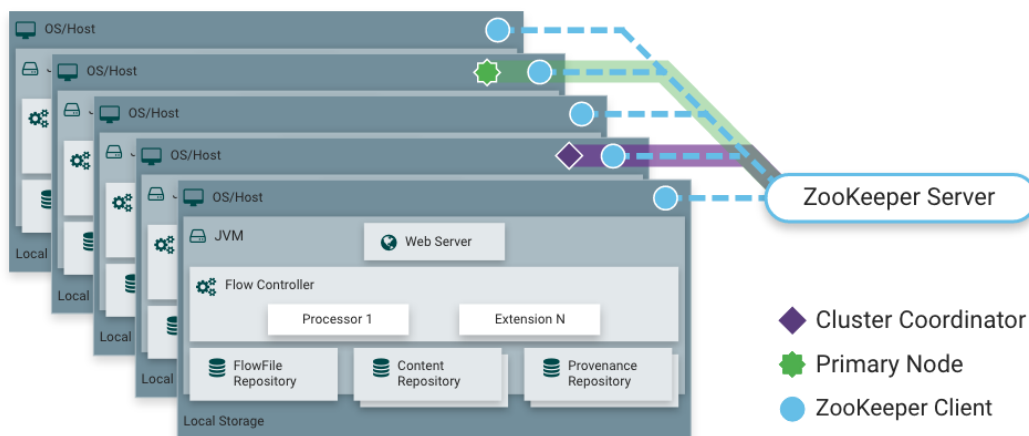 OS/Host
OS/Host
OS/Host
OS/Host
OS/Host
JVM
Web Server
Flow Controller
Processor 1
Extension N
FlowFile
Repository
Content
Repository
Provenance
Repository
Local Storage
Local
Local
Local
Local
ZooKeeper Server
Cluster Coordinator
Primary Node
ZooKeeper Client